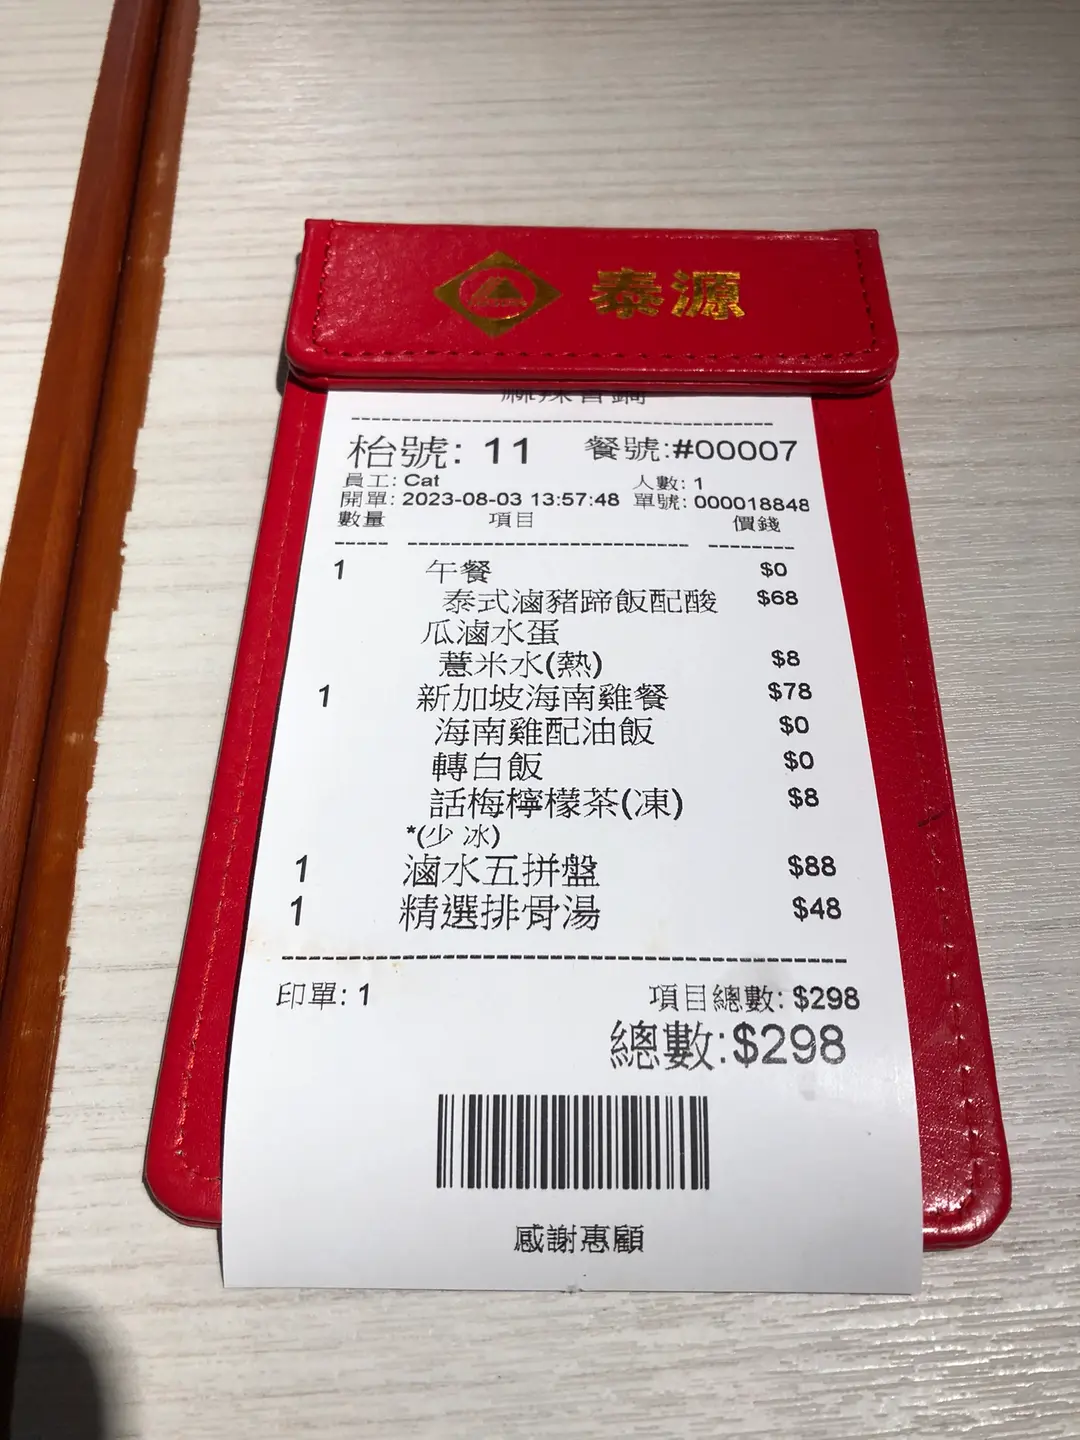 泰源
麻辣香鍋
枱號: 11 餐號:#00007
員工: Cat 人數: 1
開單: 2023-08-03 13:57:48 單號: 000018848
數量 項目 價錢
1 午餐 $0
泰式滷豬蹄飯配酸 $68
瓜滷水蛋
薏米水(熱) $8
1 新加坡海南雞餐 $78
海南雞配油飯 $0
轉白飯 $0
話梅檸檬茶(凍) $8
*(少 冰)
1 滷水五拼盤 $88
1 精選排骨湯 $48
印單: 1 項目總數: $298
總數:$298
感謝惠顧